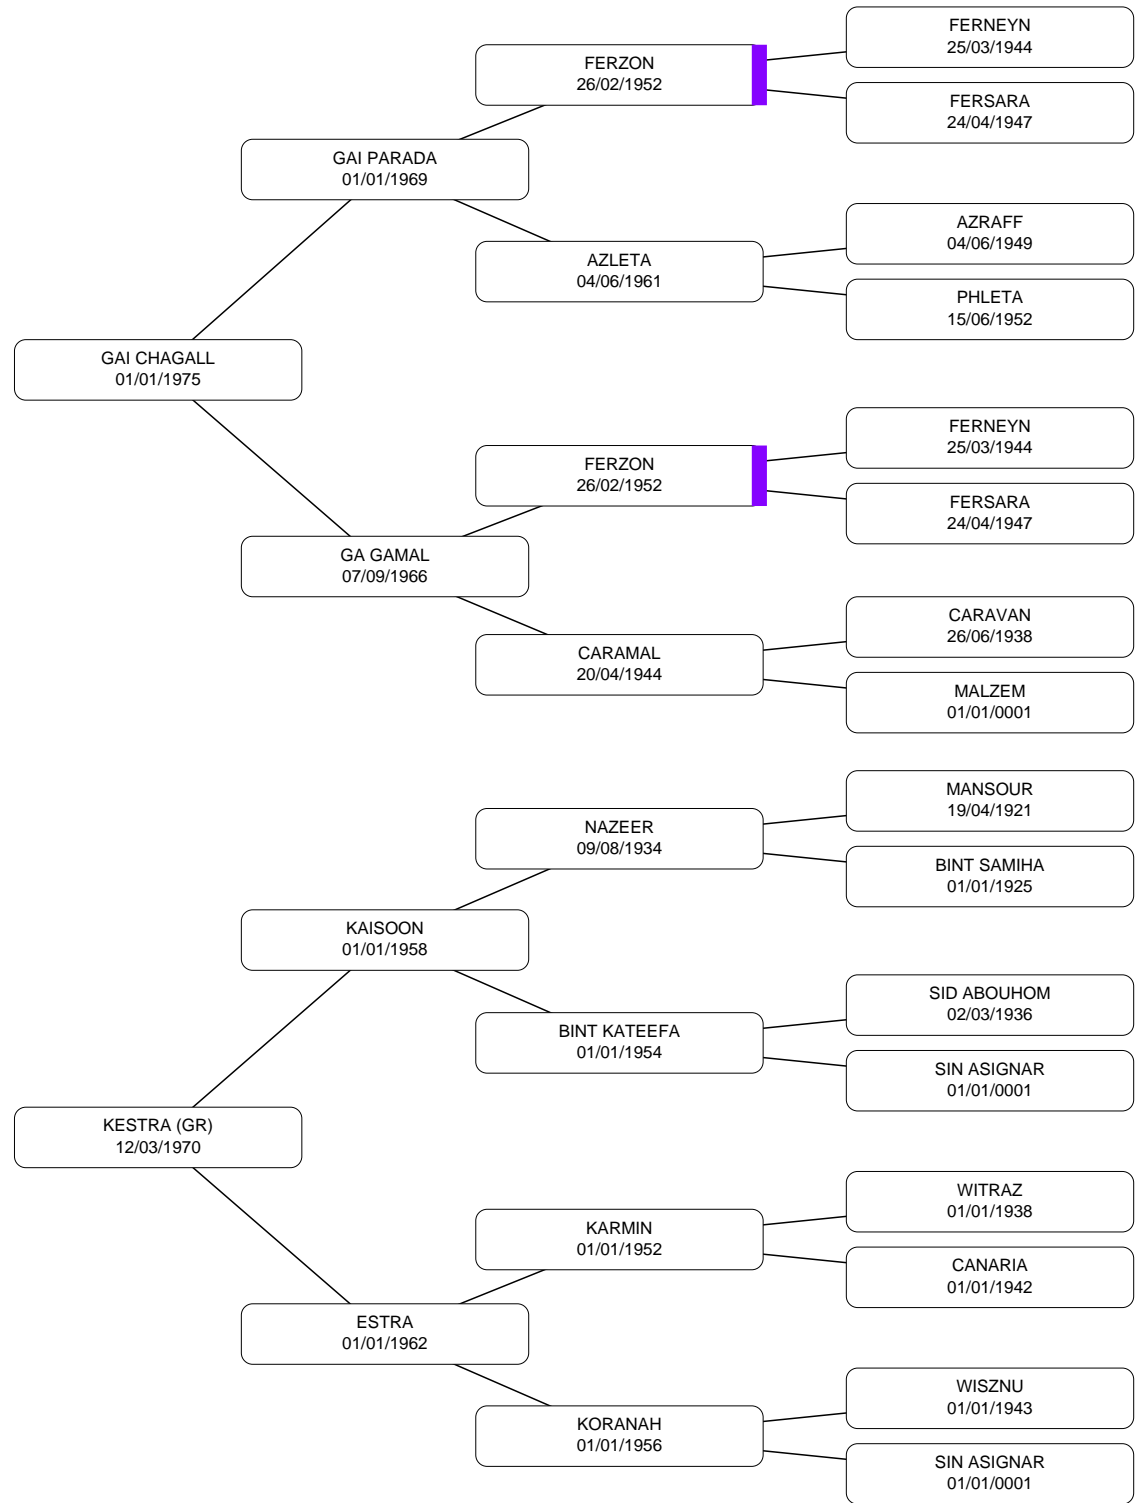 FERNEYN
25/03/1944
FERZON
26/02/1952
FERSARA
24/04/1947
GAI PARADA
01/01/1969
AZRAFF
04/06/1949
AZLETA
04/06/1961
PHLETA
15/06/1952
GAI CHAGALL
01/01/1975
FERNEYN
25/03/1944
FERZON
26/02/1952
FERSARA
24/04/1947
GA GAMAL
07/09/1966
CARAVAN
26/06/1938
CARAMAL
20/04/1944
MALZEM
01/01/0001
MANSOUR
19/04/1921
NAZEER
09/08/1934
BINT SAMIHA
01/01/1925
KAISOON
01/01/1958
SID ABOUHOM
02/03/1936
BINT KATEEFA
01/01/1954
SIN ASIGNAR
01/01/0001
KESTRA (GR)
12/03/1970
WITRAZ
01/01/1938
KARMIN
01/01/1952
CANARIA
01/01/1942
ESTRA
01/01/1962
WISZNU
01/01/1943
KORANAH
01/01/1956
SIN ASIGNAR
01/01/0001